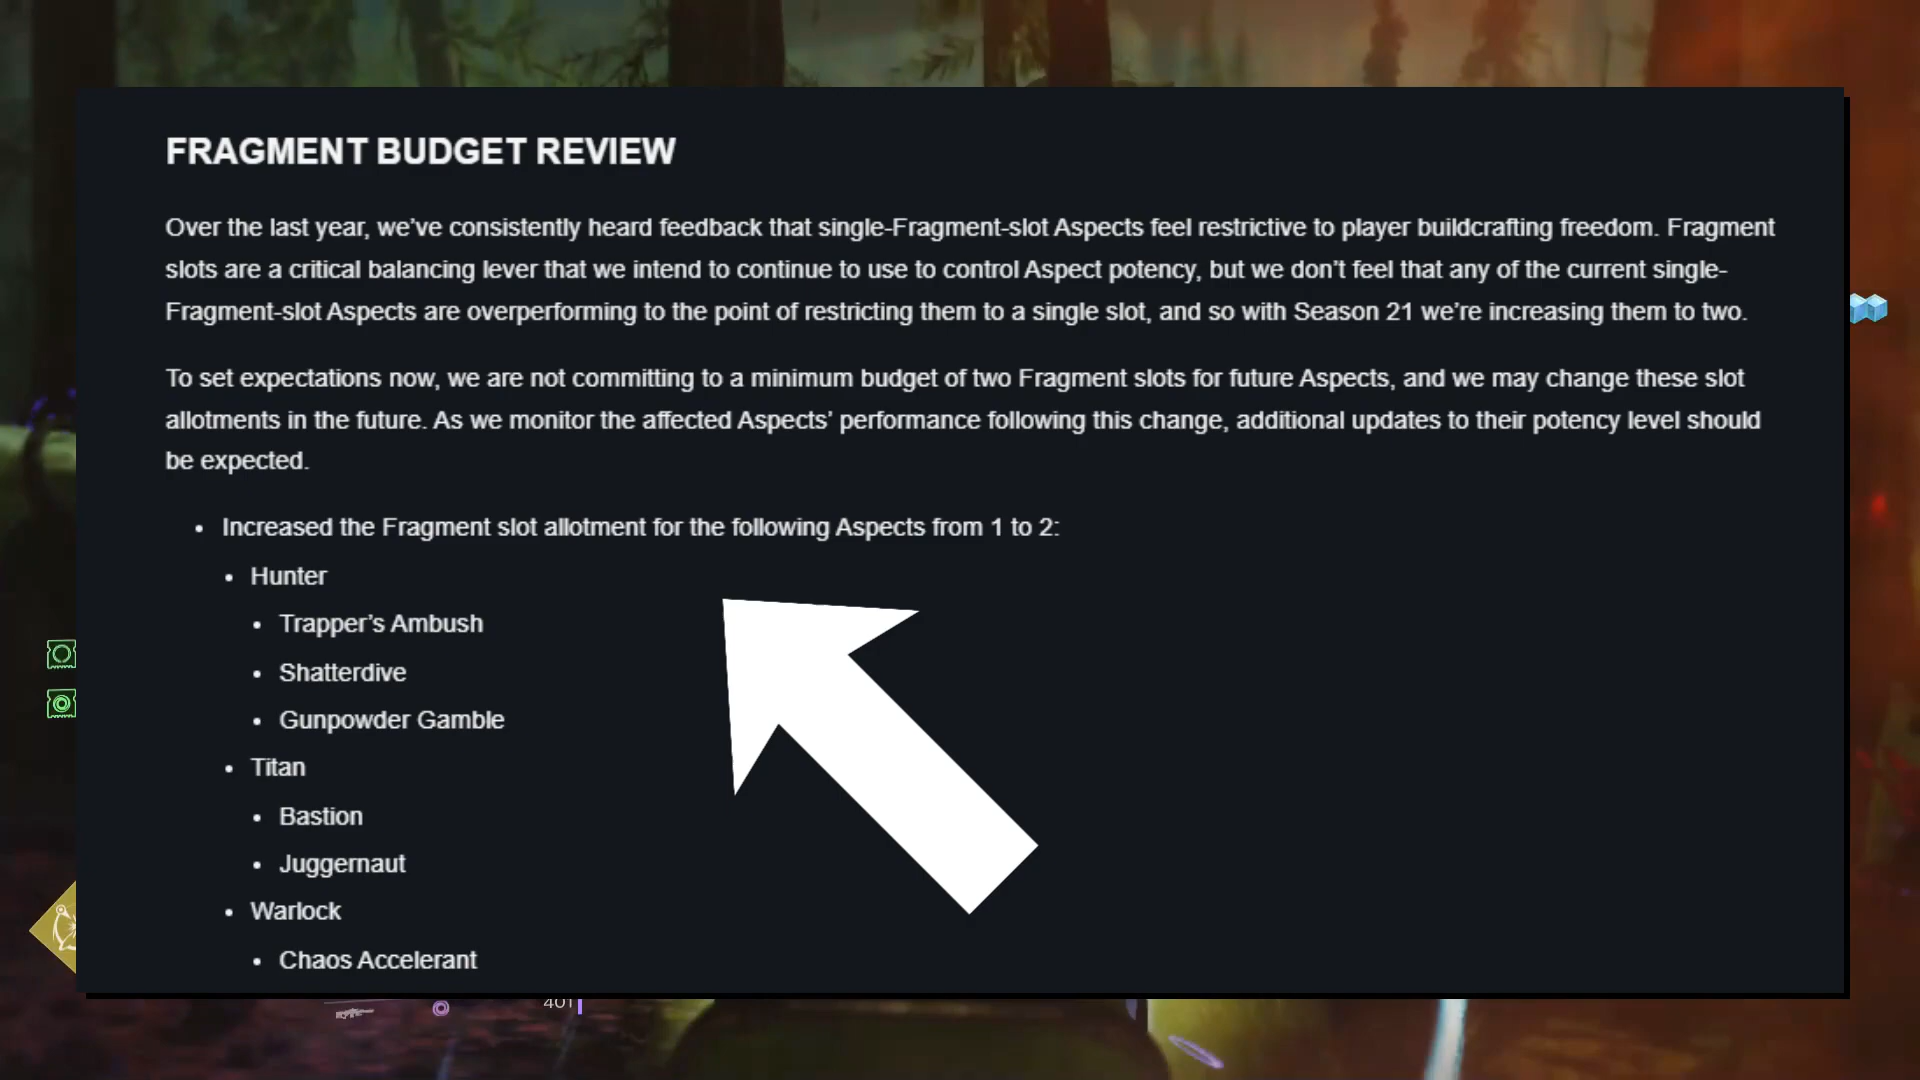 FRAGMENT BUDGET REVIEW
Over the last year, we’ve consistently heard feedback that single-Fragment-slot Aspects feel restrictive to player buildcrafting freedom. Fragment
slots are a critical balancing lever that we intend to continue to use to control Aspect potency, but we don’t feel that any of the current single-
Fragment-slot Aspects are overperforming to the point of restricting them to a single slot, and so with Season 21 we’re increasing them to two.
To set expectations now, we are not committing to a minimum budget of two Fragment slots for future Aspects, and we may change these slot
allotments in the future. As we monitor the affected Aspects’ performance following this change, additional updates to their potency level should
be expected.
• Increased the Fragment slot allotment for the following Aspects from 1 to 2:
• Hunter
• Trapper’s Ambush
• Shatterdive
• Gunpowder Gamble
• Titan
• Bastion
• Juggernaut
• Warlock
• Chaos Accelerant
401